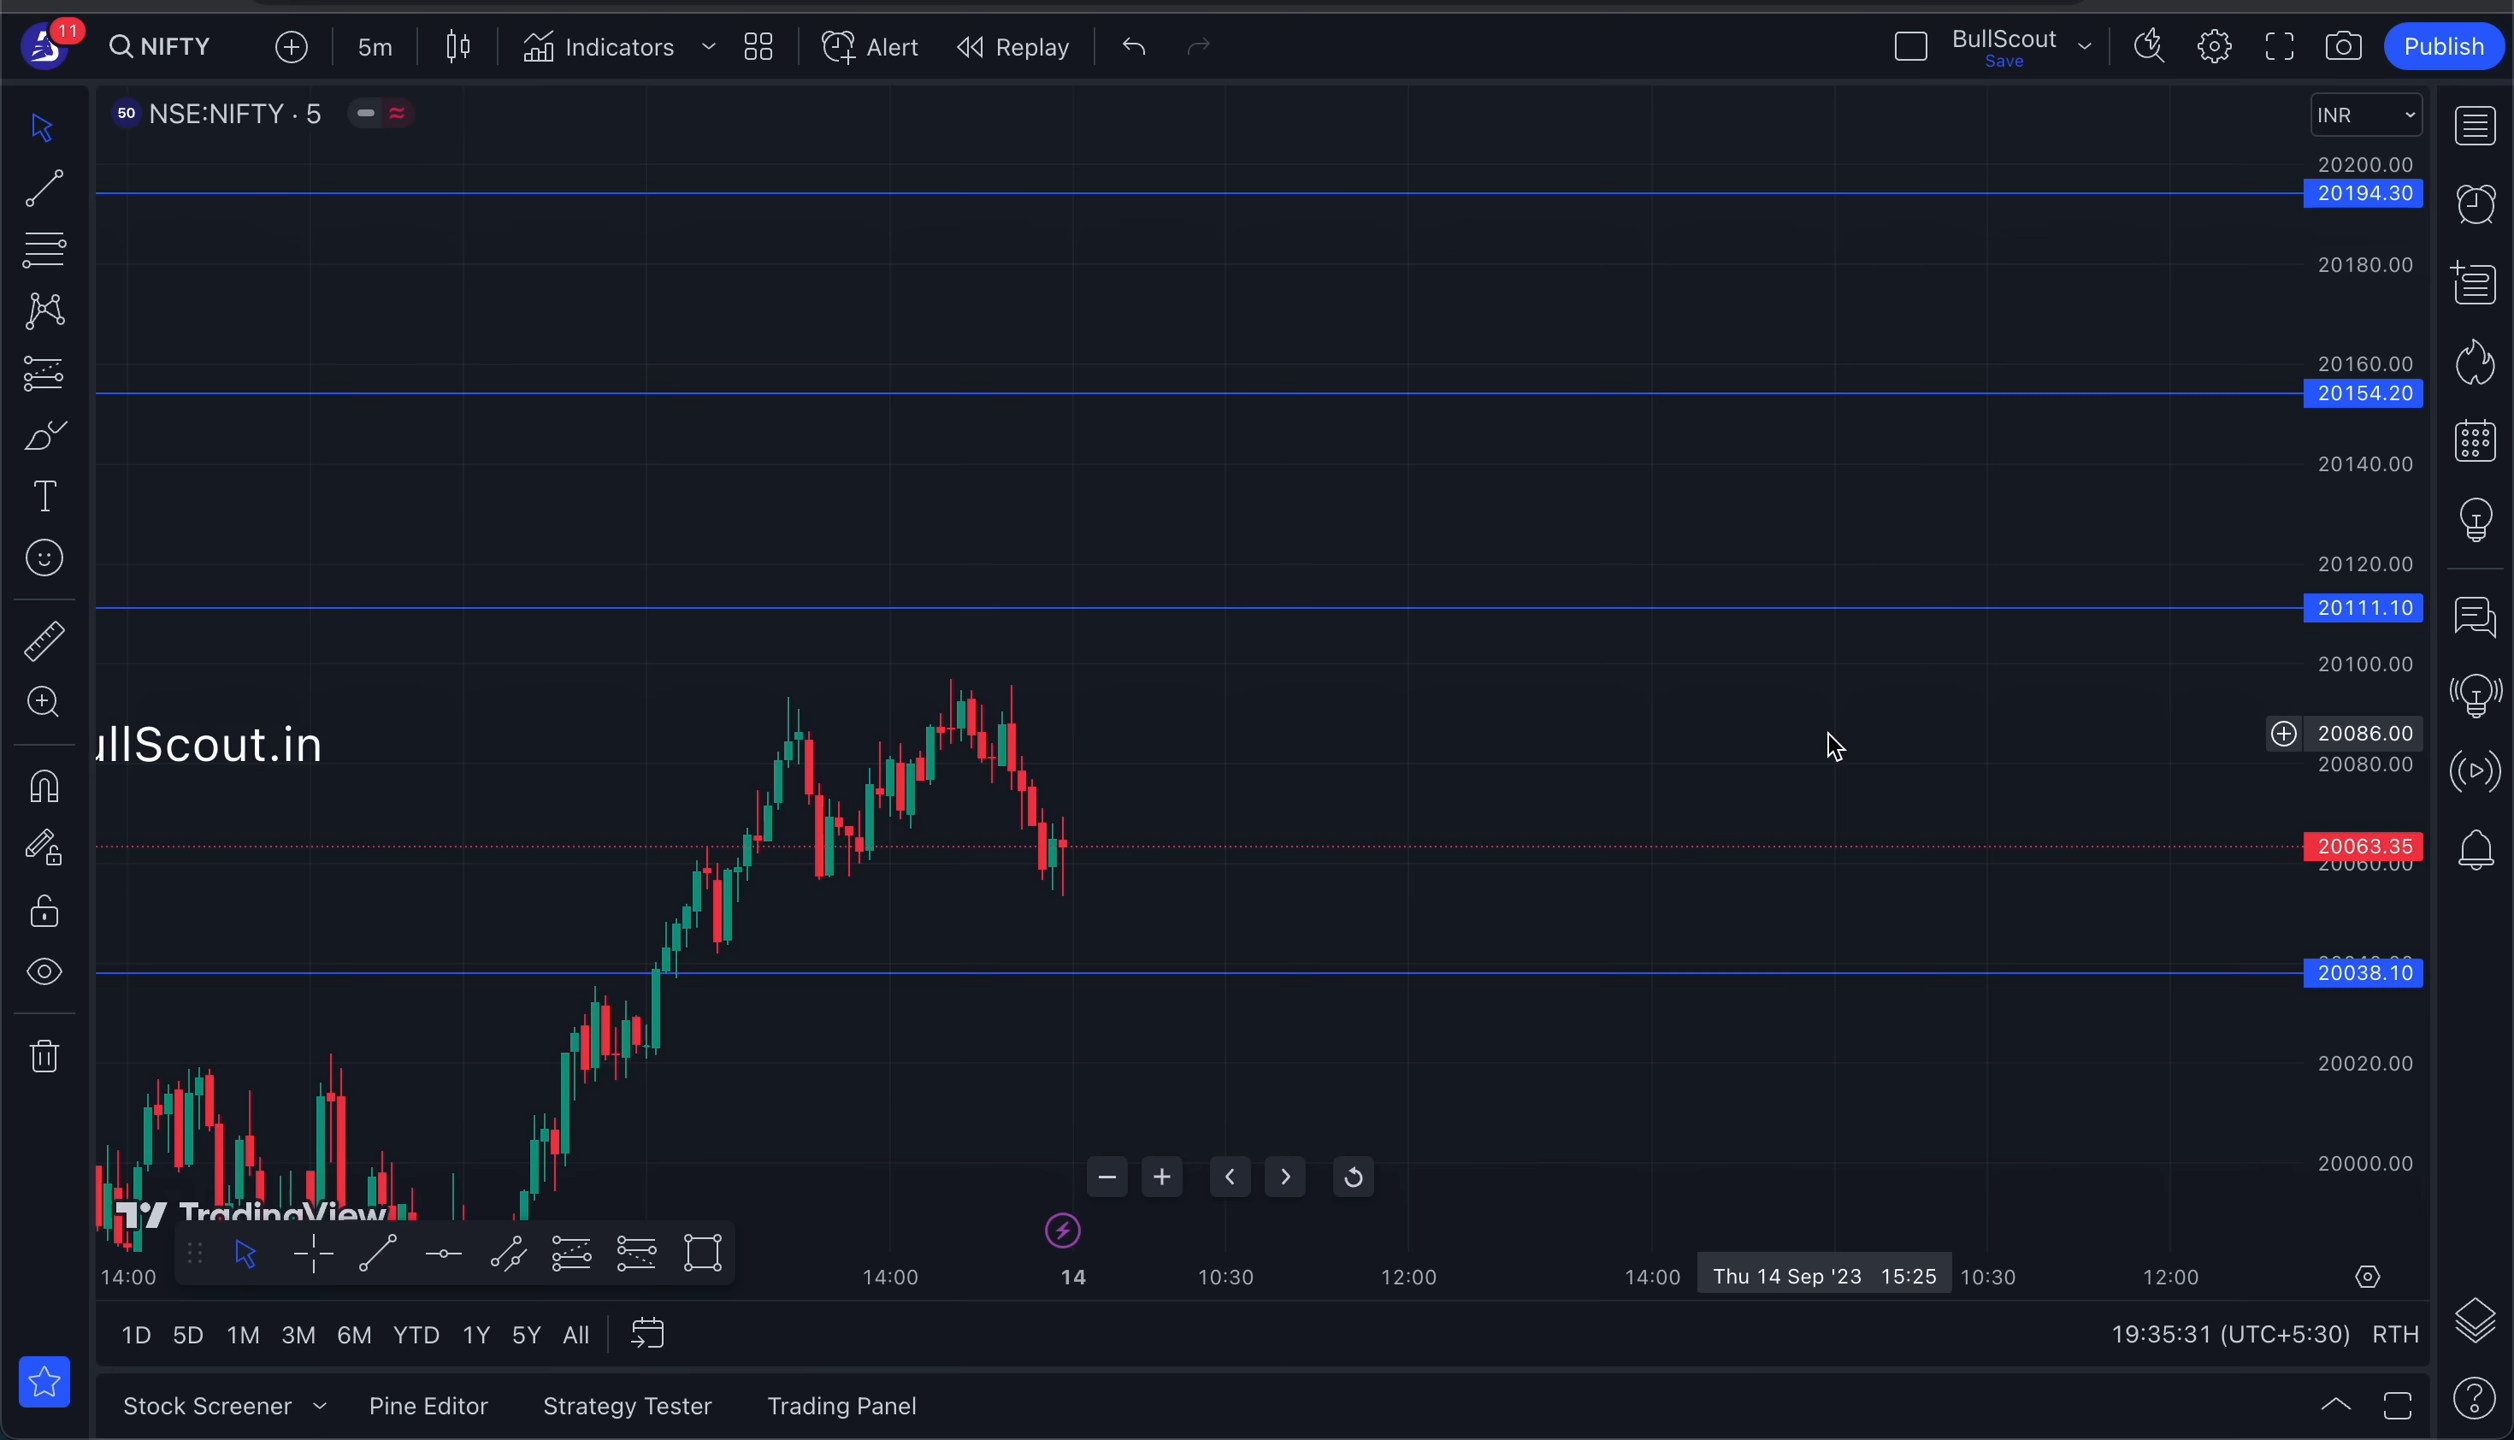 11
NIFTY
5m
Indicators
Alert
Replay
BullScout
Save
Publish
50 NSE:NIFTY · 5
INR
20200.00
20194.30
20180.00
20160.00
20154.20
20140.00
20120.00
20111.10
20100.00
ullScout.in
20086.00
20080.00
20063.35
20060.00
20038.10
20020.00
20000.00
TradingView
14:00 14:00 14 10:30 12:00 14:00 Thu 14 Sep '23 15:25 10:30 12:00
1D 5D 1M 3M 6M YTD 1Y 5Y All
19:35:31 (UTC+5:30) RTH
Stock Screener Pine Editor Strategy Tester Trading Panel